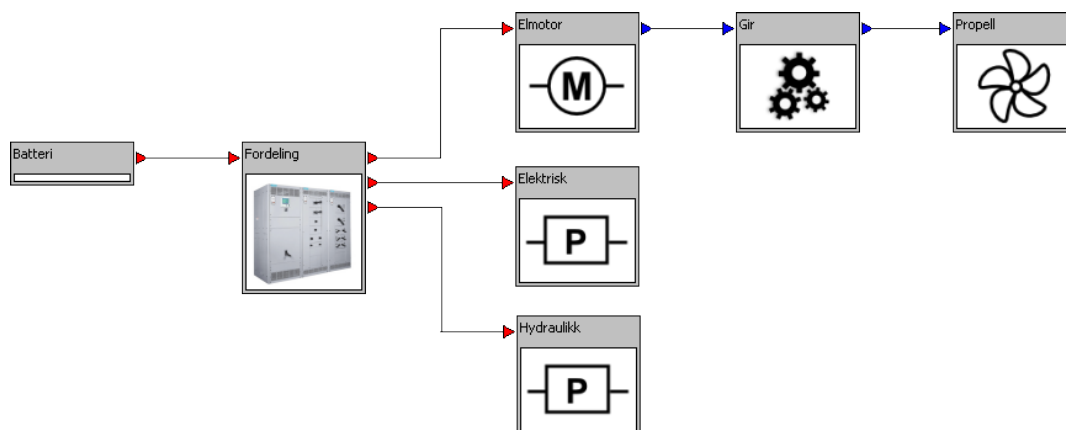 Elmotor
Gir
Propell
M
Batteri
Fordeling
Elektrisk
P
Hydraulikk
P